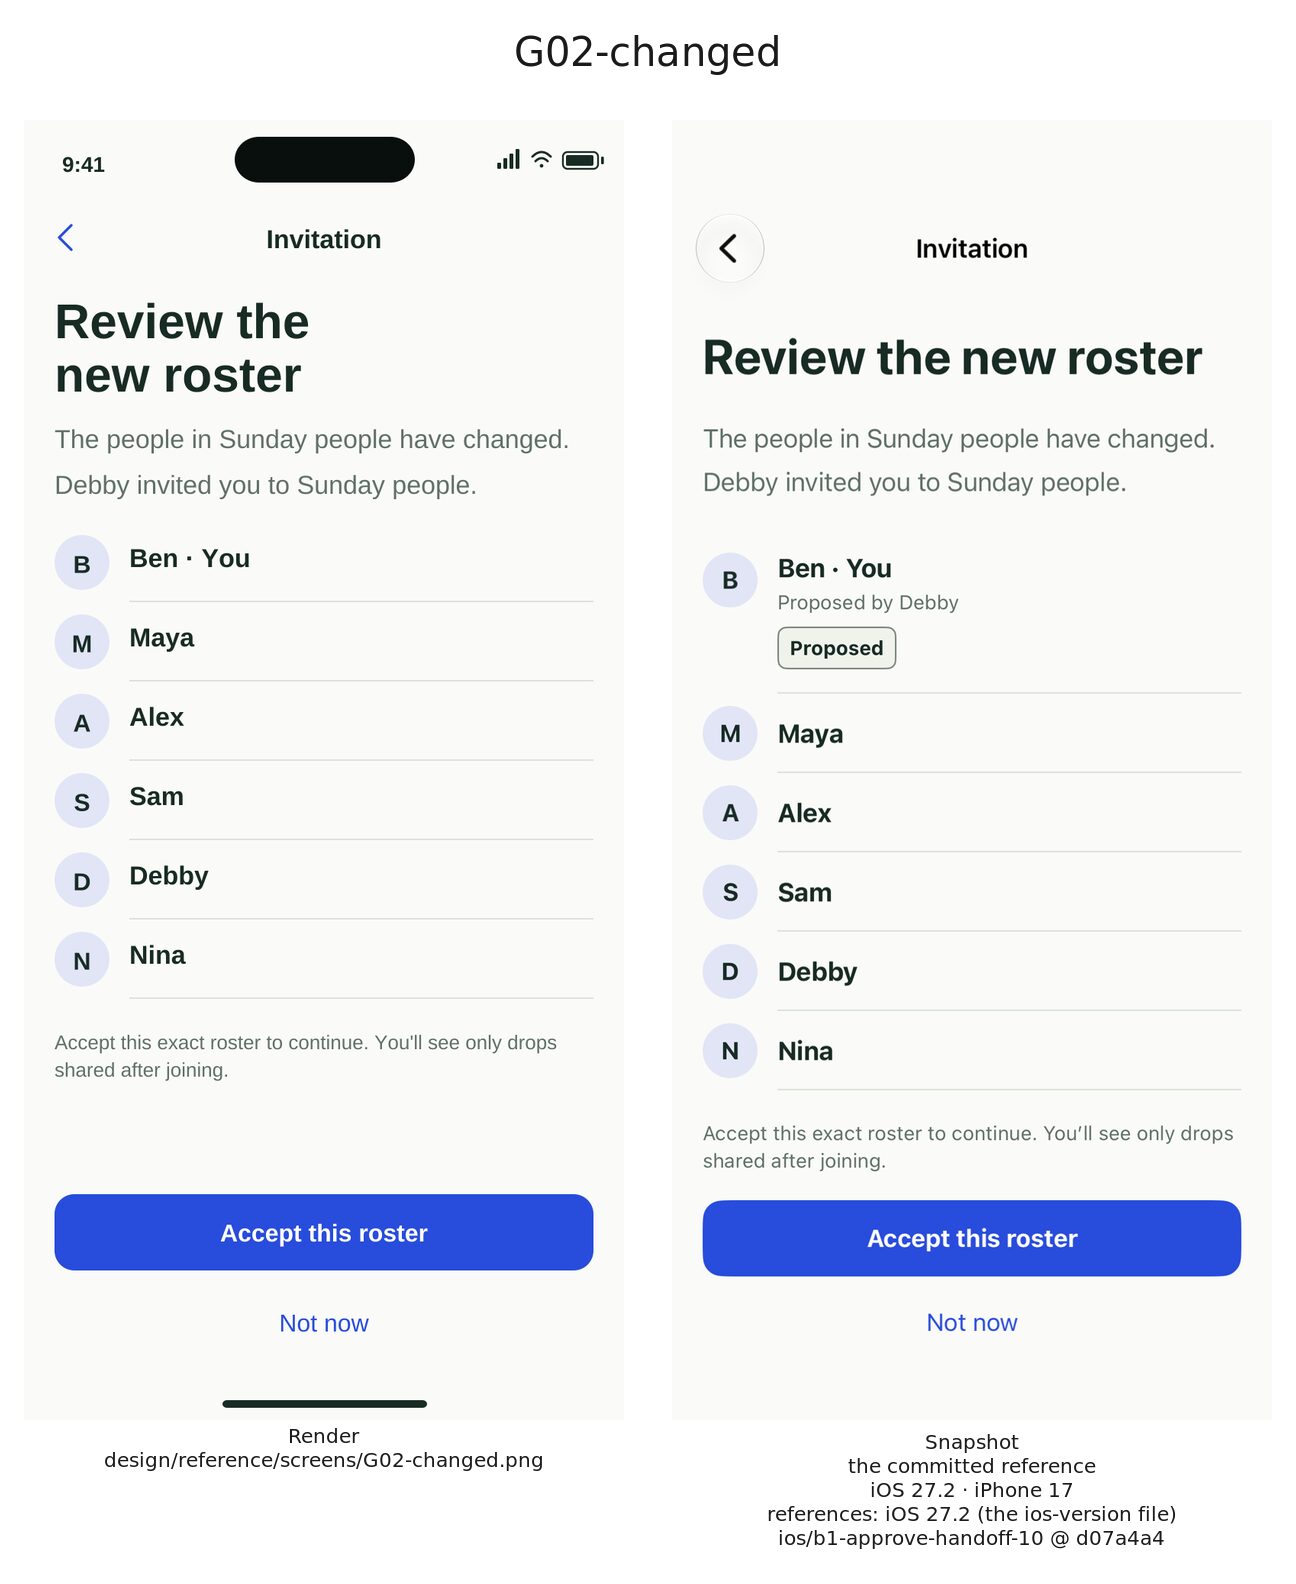 G02-changed
9:41
Invitation
Review the
new roster
The people in Sunday people have changed.
Debby invited you to Sunday people.
B
Ben · You
M
Maya
A
Alex
S
Sam
D
Debby
N
Nina
Accept this exact roster to continue. You'll see only drops
shared after joining.
Accept this roster
Not now
Render
design/reference/screens/G02-changed.png
Invitation
Review the new roster
The people in Sunday people have changed.
Debby invited you to Sunday people.
B
Ben · You
Proposed by Debby
Proposed
M
Maya
A
Alex
S
Sam
D
Debby
N
Nina
Accept this exact roster to continue. You’ll see only drops
shared after joining.
Accept this roster
Not now
Snapshot
the committed reference
iOS 27.2 · iPhone 17
references: iOS 27.2 (the ios-version file)
ios/b1-approve-handoff-10 @ d07a4a4